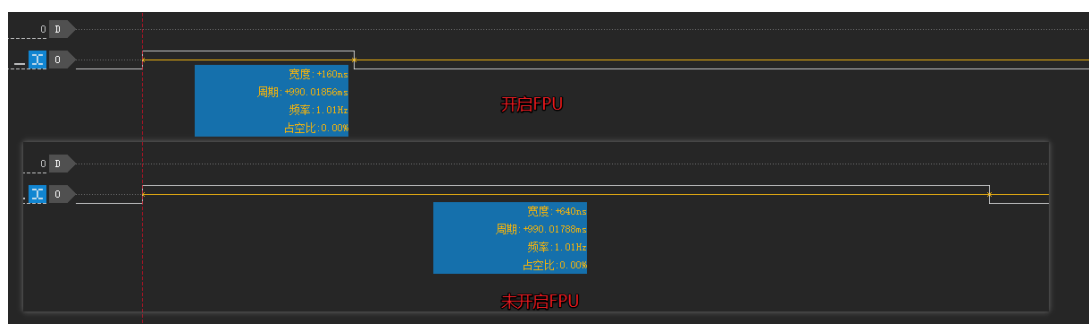 0 D
0
宽度:+160ns
周期:+990.01856ms
频率:1.01Hz
占空比:0.00%
开启FPU
0 D
0
宽度:+640ns
周期:+990.01788ms
频率:1.01Hz
占空比:0.00%
未开启FPU